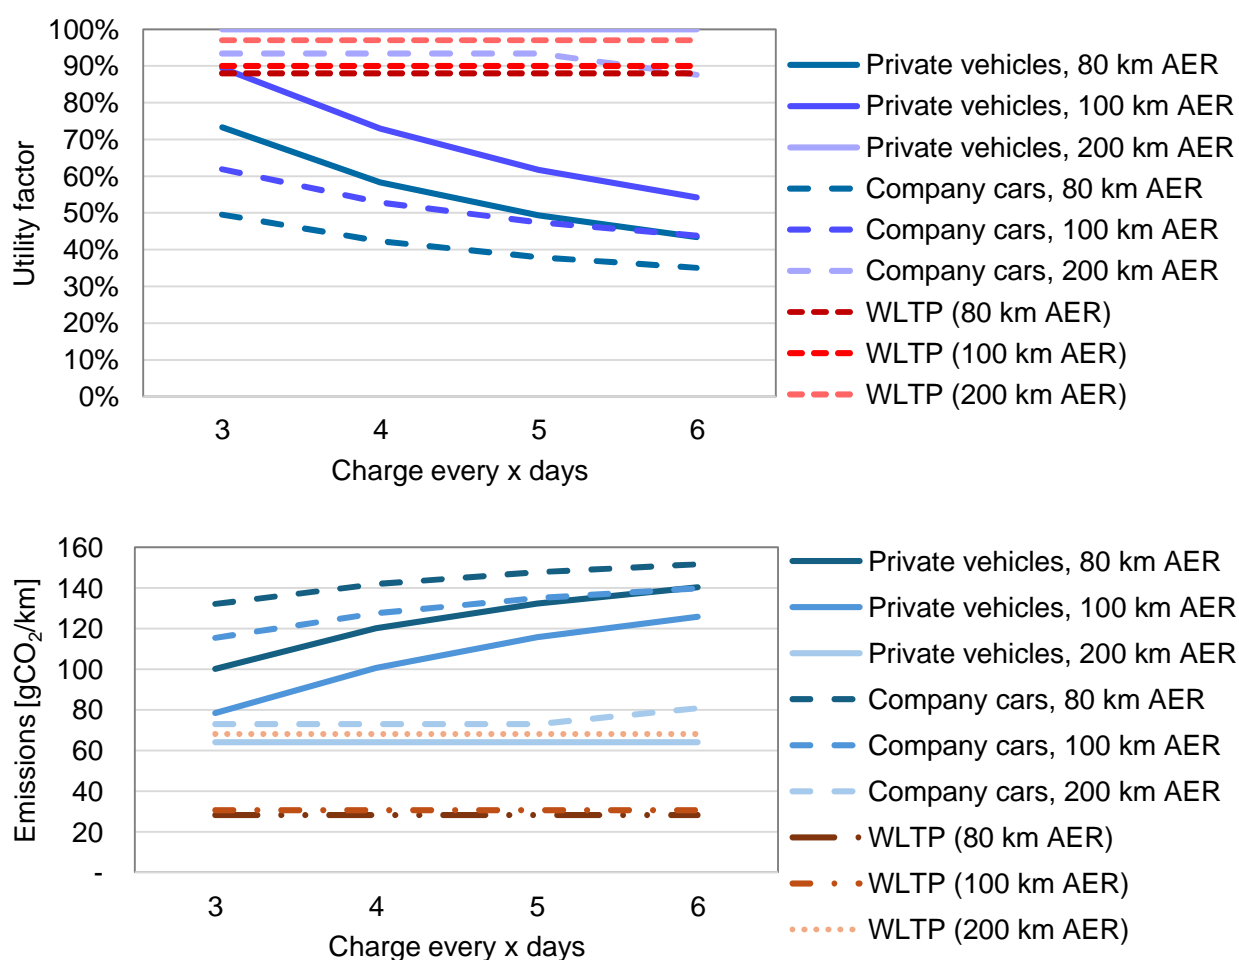 100%
90%
80%
70%
60%
50%
40%
30%
20%
10%
0%
Utility factor
3 4 5 6
Charge every x days
Private vehicles, 80 km AER
Private vehicles, 100 km AER
Private vehicles, 200 km AER
Company cars, 80 km AER
Company cars, 100 km AER
Company cars, 200 km AER
WLTP (80 km AER)
WLTP (100 km AER)
WLTP (200 km AER)
160
140
120
100
80
60
40
20
-
Emissions [gCO₂/km]
3 4 5 6
Charge every x days
Private vehicles, 80 km AER
Private vehicles, 100 km AER
Private vehicles, 200 km AER
Company cars, 80 km AER
Company cars, 100 km AER
Company cars, 200 km AER
WLTP (80 km AER)
WLTP (100 km AER)
WLTP (200 km AER)